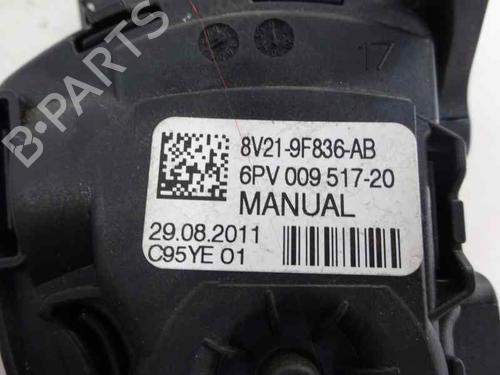 17
8V21-9F836-AB
6PV 009 517-20
MANUAL
29.08.2011
C95YE 01
B-PARTS